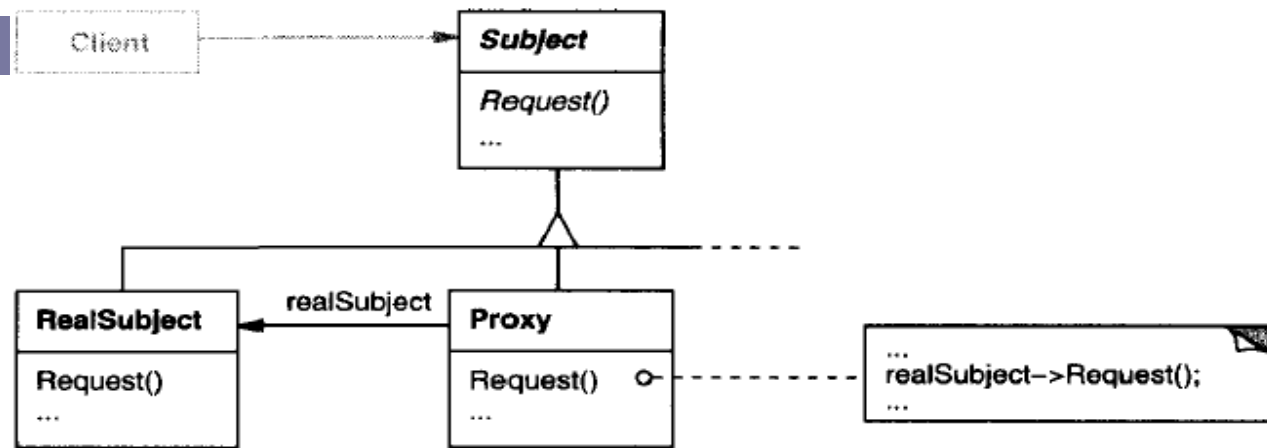 Client
Subject
Request()
...
realSubject
RealSubject
Request()
...
Proxy
Request()
...
...
realSubject->Request();
...